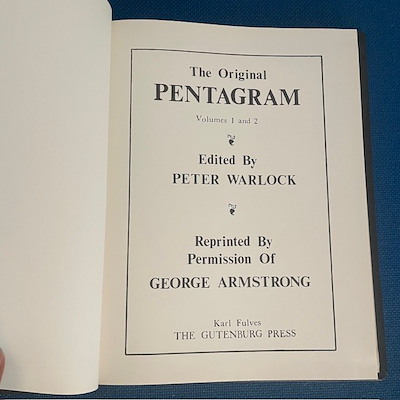 The Original
PENTAGRAM
Volumes 1 and 2
Edited By
PETER WARLOCK
Reprinted By
Permission Of
GEORGE ARMSTRONG
Karl Fulves
THE GUTENBURG PRESS